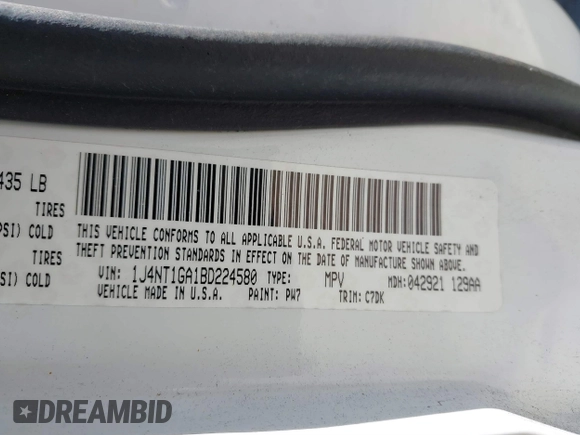 435 LB
TIRES
PSI) COLD
TIRES
SI) COLD
THIS VEHICLE CONFORMS TO ALL APPLICABLE U.S.A. FEDERAL MOTOR VEHICLE SAFETY AND
THEFT PREVENTION STANDARDS IN EFFECT ON THE DATE OF MANUFACTURE SHOWN ABOVE.
VIN: 1J4NT1GA1BD224580 TYPE: MPV MDH:042921 129AA
VEHICLE MADE IN U.S.A. PAINT: PW7 TRIM: C7DK
DREAMBID